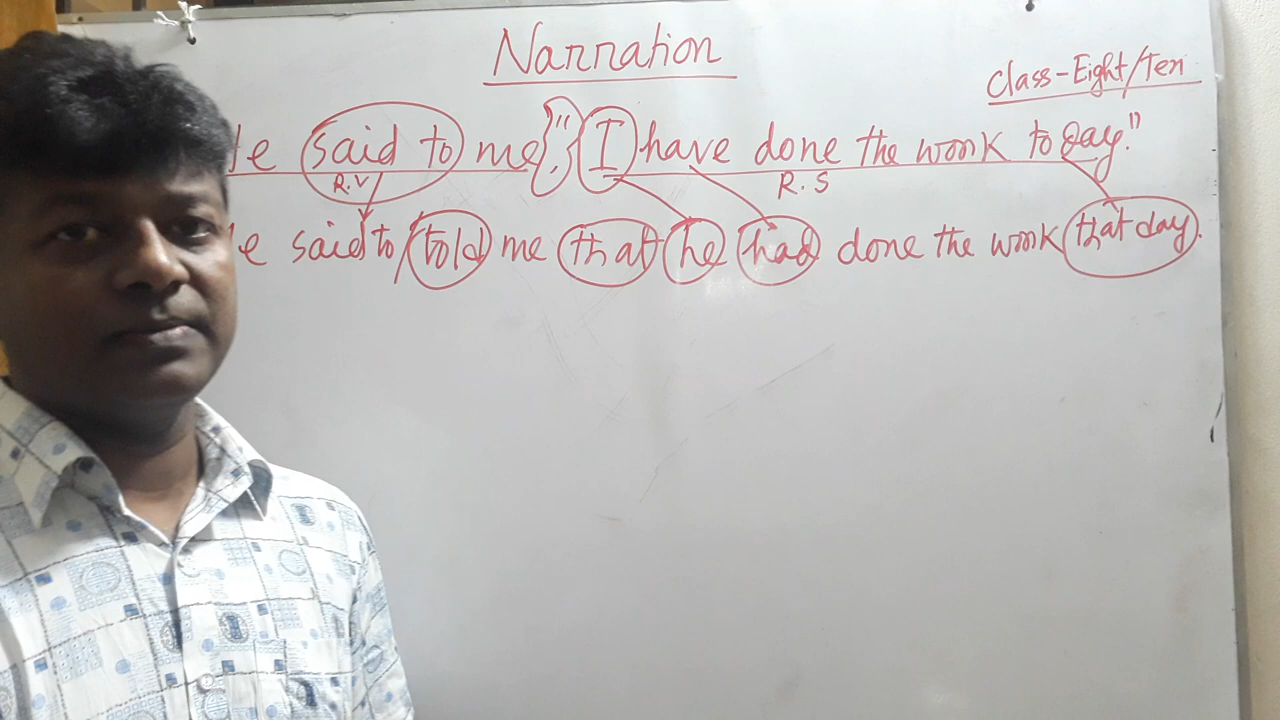 Narration
Class-Eight/Ten
He said to me, "I have done the work to day."
R.V R.S
He said to/told me that he had done the work that day.